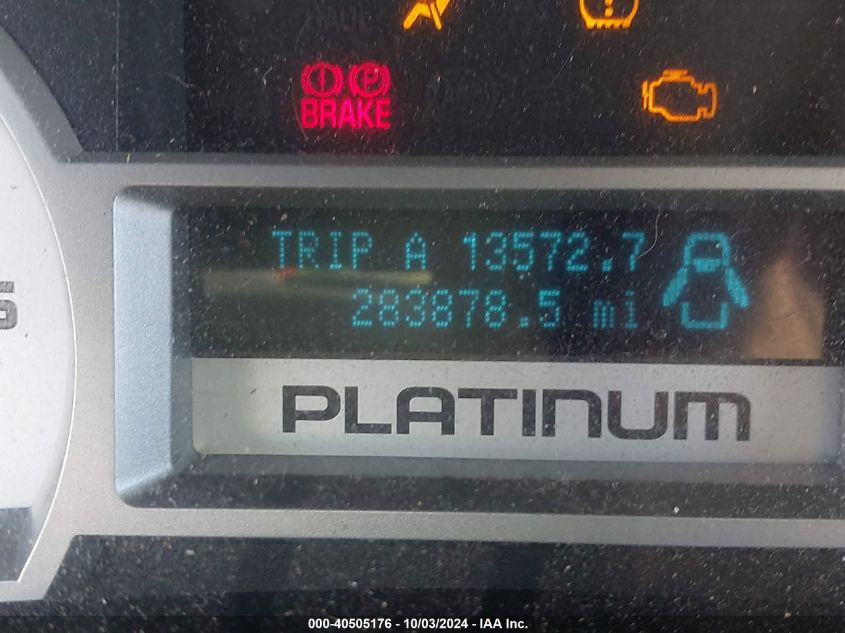 BRAKE
TRIP A 13572.7
283878.5 mi
PLATINUM
000-40505176 - 10/03/2024 - IAA Inc.